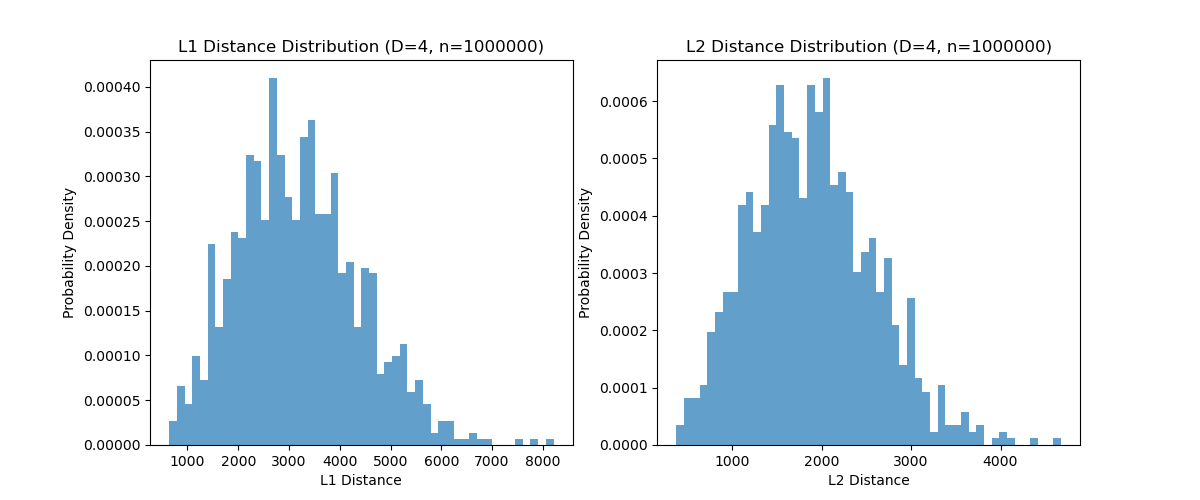 L1 Distance Distribution (D=4, n=1000000)
Probability Density
0.00040
0.00035
0.00030
0.00025
0.00020
0.00015
0.00010
0.00005
0.00000
1000 2000 3000 4000 5000 6000 7000 8000
L1 Distance
L2 Distance Distribution (D=4, n=1000000)
Probability Density
0.0006
0.0005
0.0004
0.0003
0.0002
0.0001
0.0000
1000 2000 3000 4000
L2 Distance